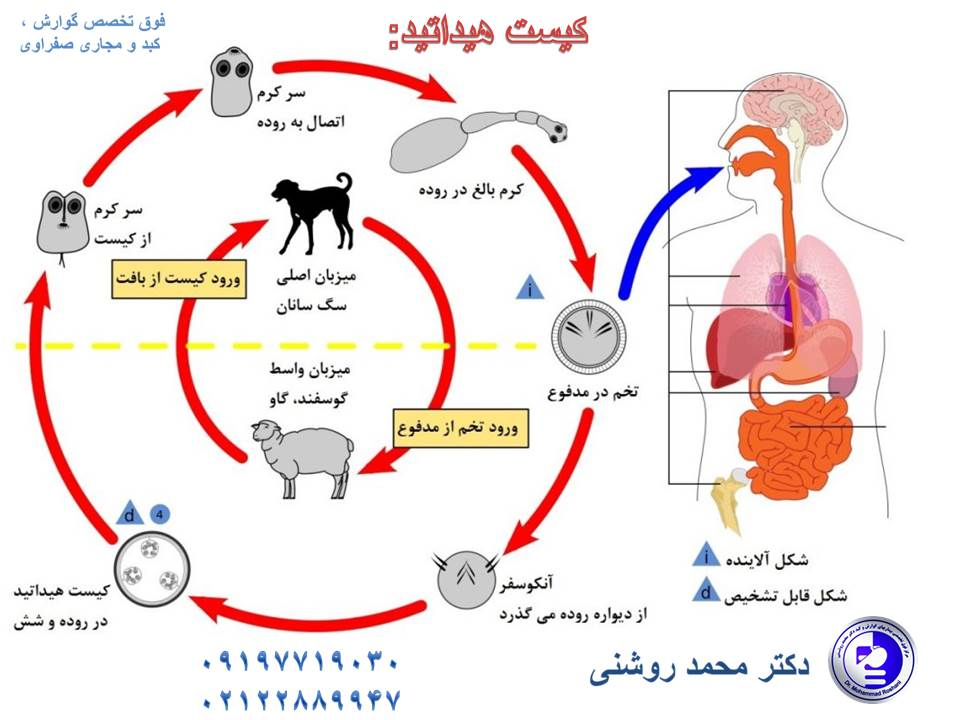 فوق تخصص گوارش ،
کبد و مجاری صفراوی
کیست هیداتید:
سر کرم
اتصال به روده
کرم بالغ در روده
سر کرم
از کیست
ورود کیست از بافت
میزبان اصلی
سگ سانان
i
تخم در مدفوع
میزبان واسط
گوسفند، گاو
ورود تخم از مدفوع
d
4
کیست هیداتید
در روده و شش
آنکوسفر
از دیواره روده می گذرد
i شکل آلاینده
d شکل قابل تشخیص
دکتر محمد روشنی
۰۹۱۹۷۷۱۹۰۳۰
۰۲۱۲۲۸۸۹۹۴۷
Dr. Mohammad Roshani